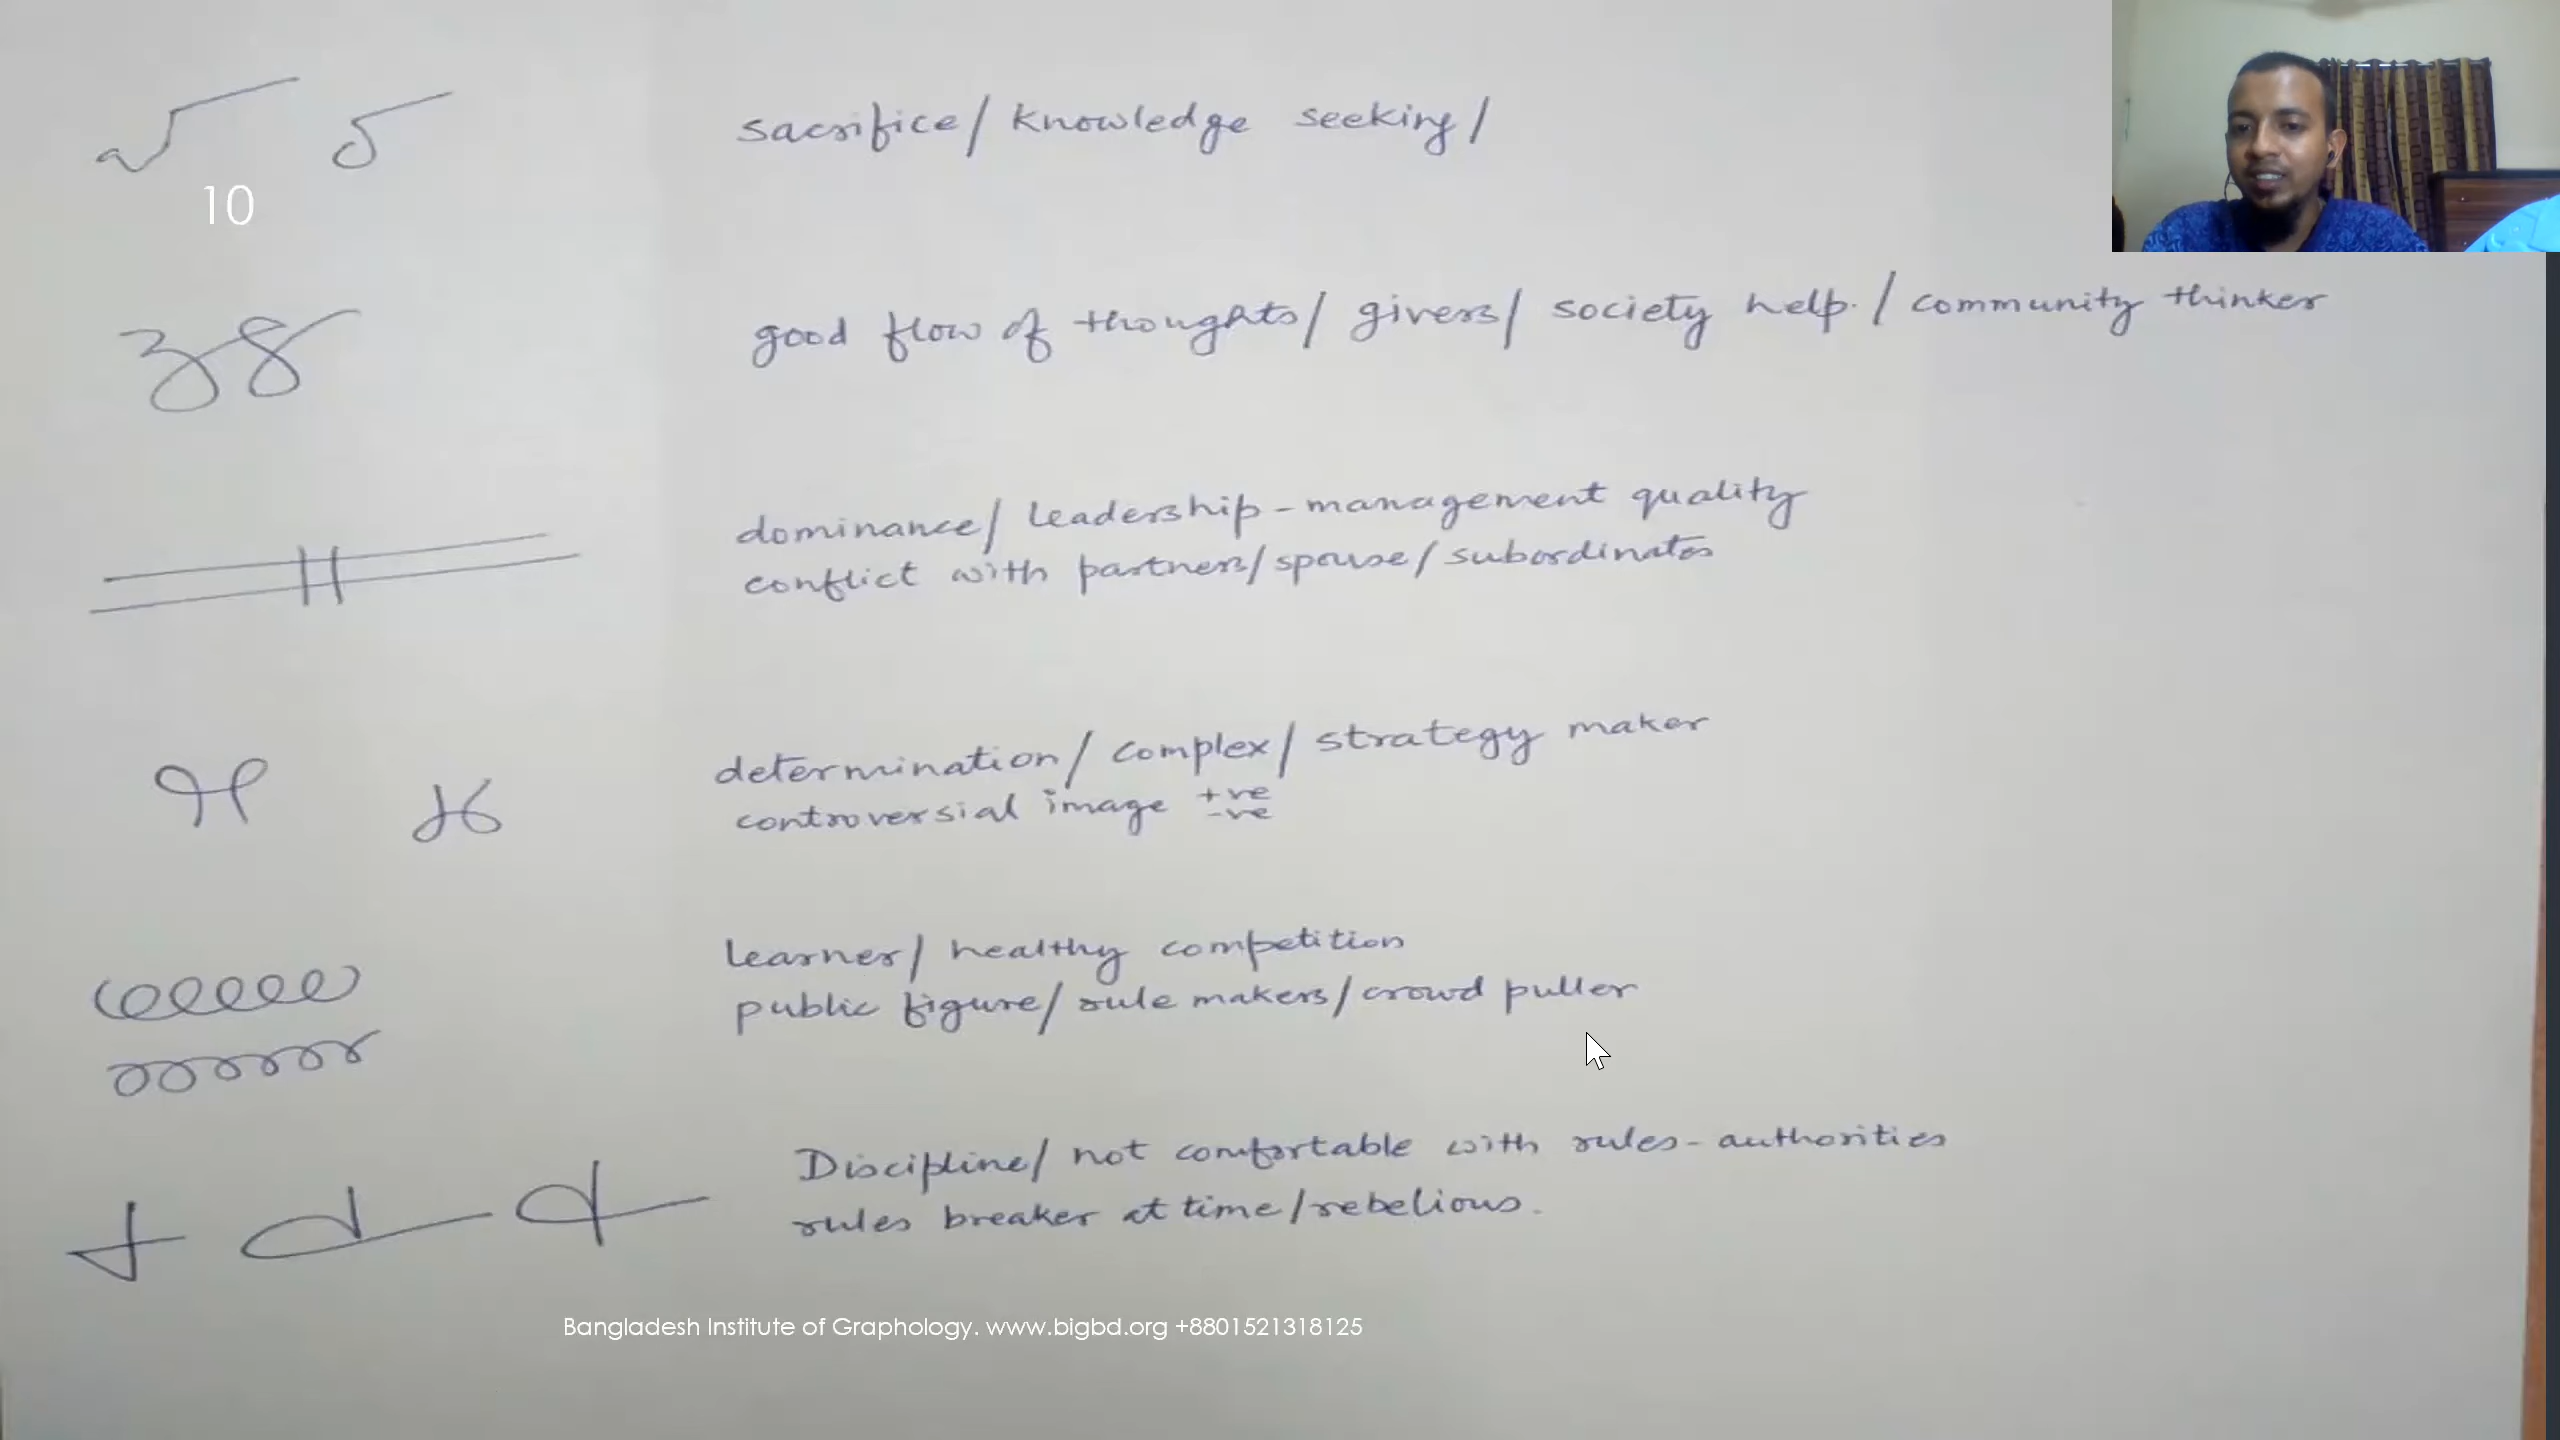 10
sacrifice/ knowledge seeking/
good flow of thoughts/ givers/ society help./ community thinker
dominance/ leadership-management quality
conflict with partners/spouse/subordinates
determination/ complex/ strategy maker
controversial image +ve
-ve
learner/ healthy competition
public figure/ rule makers/crowd puller
Discipline/ not comfortable with rules-authorities
rules breaker at time/rebelious.
Bangladesh Institute of Graphology. www.bigbd.org +8801521318125